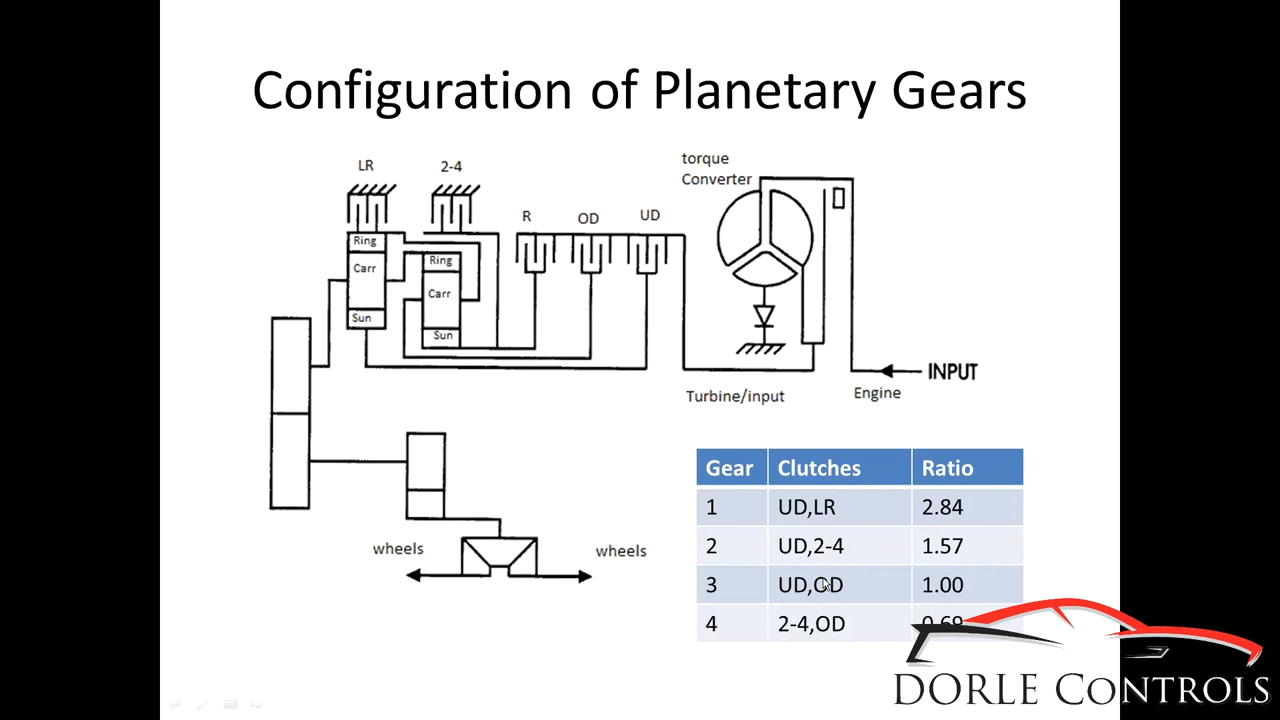 Configuration of Planetary Gears
LR
2-4
torque
Converter
R
OD
UD
Ring
Carr
Sun
Ring
Carr
Sun
INPUT
Turbine/input
Engine
wheels
wheels
Gear Clutches Ratio
1 UD,LR 2.84
2 UD,2-4 1.57
3 UD,OD 1.00
4 2-4,OD 0.69
DORLE CONTROLS